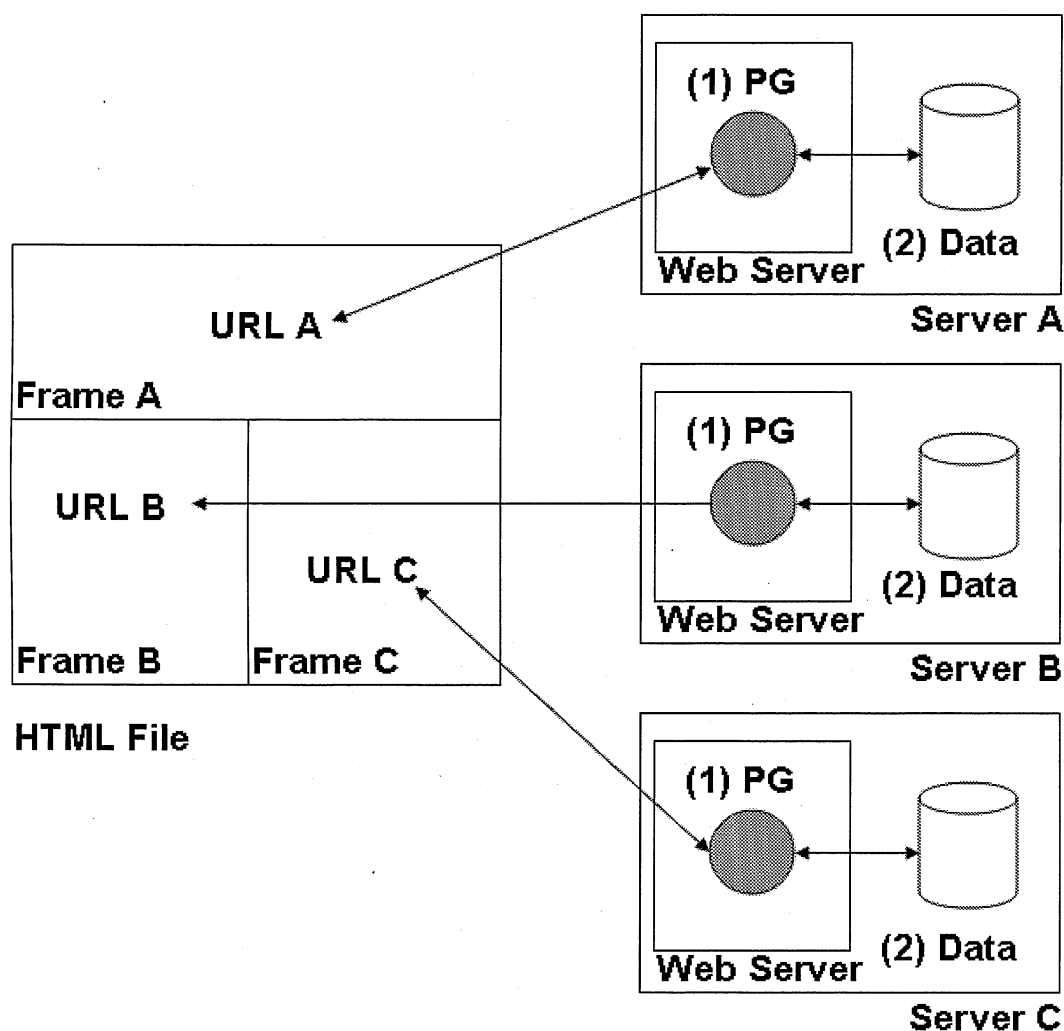 (1) PG
(2) Data
Web Server
Server A
URL A
Frame A
(1) PG
URL B
URL C
(2) Data
Web Server
Frame B
Frame C
Server B
HTML File
(1) PG
(2) Data
Web Server
Server C